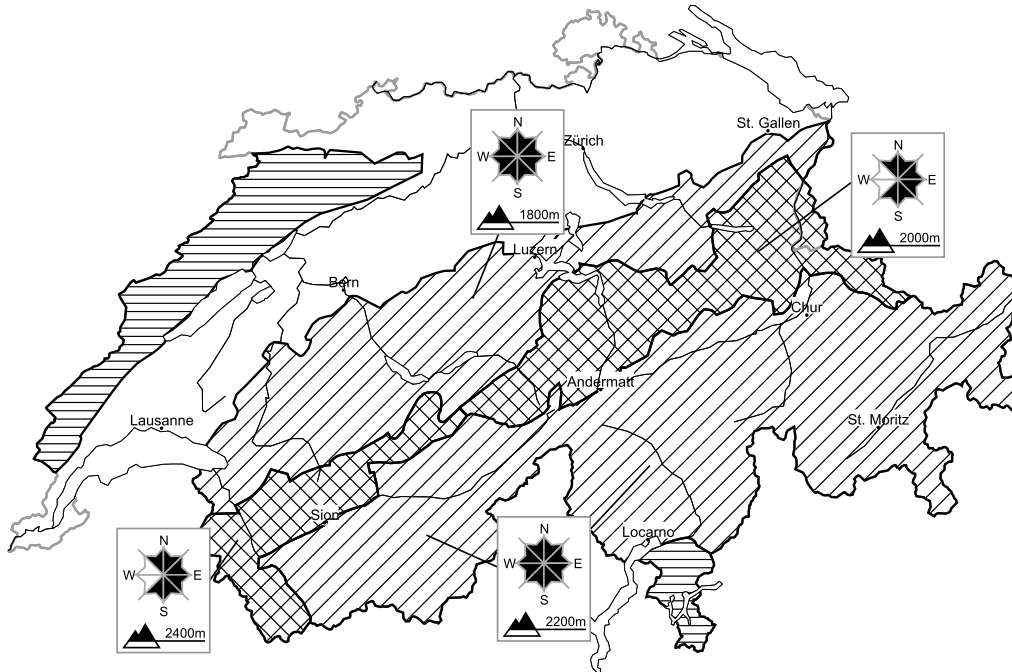 St. Gallen
N
Zürich
W
E
S
1800m
N
W
E
S
2000m
Luzern
Bern
Chur
Andermatt
Lausanne
St. Moritz
Sion
Locarno
N
W
E
S
2400m
N
W
E
S
2200m